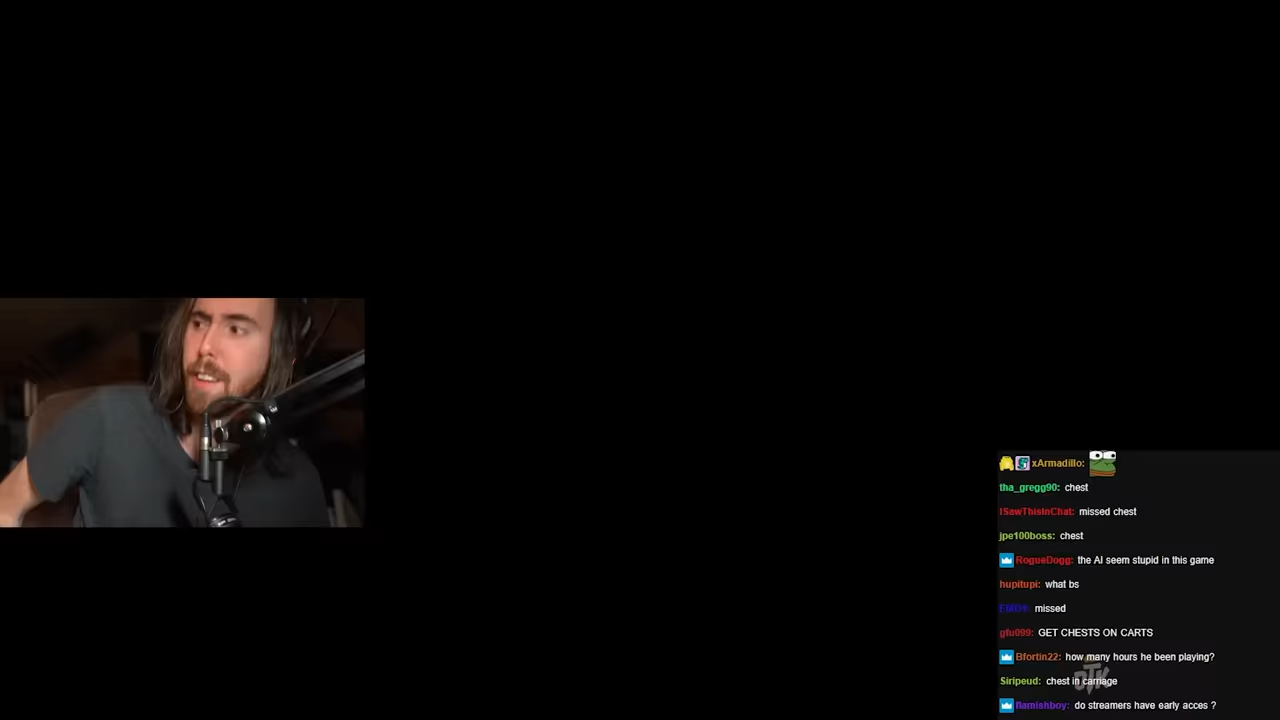 xArmadillo:
tha_gregg90: chest
ISawThisInChat: missed chest
jpe100boss: chest
RogueDogg: the AI seem stupid in this game
hupitupi: what bs
missed
gfu099: GET CHESTS ON CARTS
Bfortin22: how many hours he been playing?
Siripeud: chest in carriage
flamishboy: do streamers have early acces ?
OTK